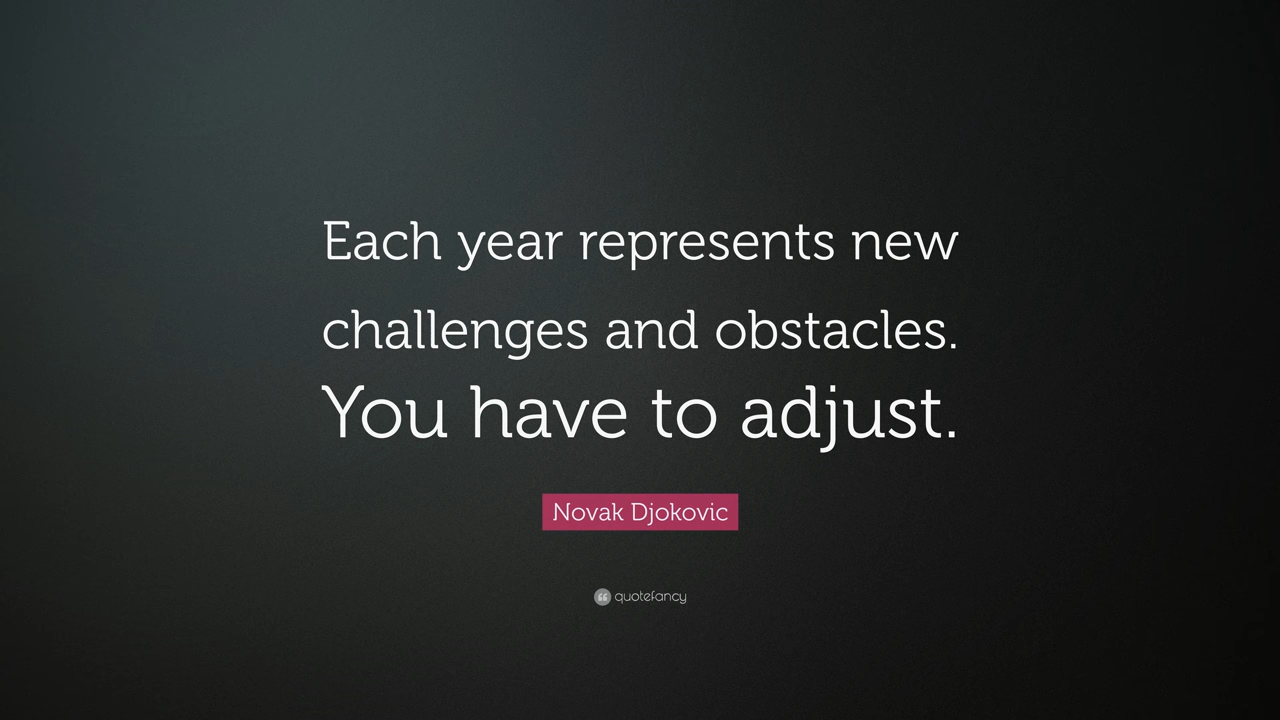 Each year represents new
challenges and obstacles.
You have to adjust.
Novak Djokovic
quotefancy